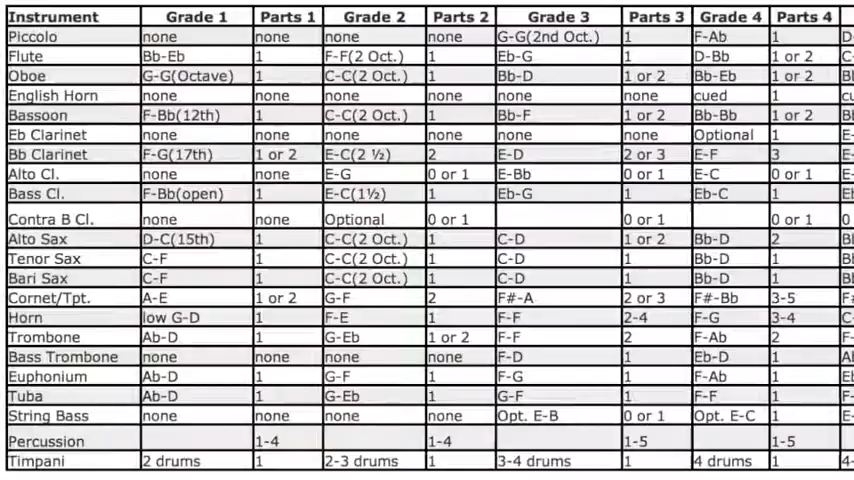 Instrument Grade 1 Parts 1 Grade 2 Parts 2 Grade 3 Parts 3 Grade 4 Parts 4
Piccolo none none none none G-G(2nd Oct.) 1 F-Ab 1 D-
Flute Bb-Eb 1 F-F(2 Oct.) 1 Eb-G 1 D-Bb 1 or 2 C-
Oboe G-G(Octave) 1 C-C(2 Oct.) 1 Bb-D 1 or 2 Bb-Eb 1 or 2
English Horn none none none none none none cued 1
Bassoon F-Bb(12th) 1 C-C(2 Oct.) 1 Bb-F 1 or 2 Bb-Bb 1 or 2
Eb Clarinet none none none none none none Optional 1 E-
Bb Clarinet F-G(17th) 1 or 2 E-C(2 ½) 2 E-D 2 or 3 E-F 3 E-
Alto Cl. none none E-G 0 or 1 E-Bb 0 or 1 E-C 0 or 1 E-
Bass Cl. F-Bb(open) 1 E-C(1½) 1 Eb-G 1 Eb-C 1
Contra B Cl. none none Optional 0 or 1 0 or 1 0 or 1 0
Alto Sax D-C(15th) 1 C-C(2 Oct.) 1 C-D 1 or 2 Bb-D 2
Tenor Sax C-F 1 C-C(2 Oct.) 1 C-D 1 Bb-D 1
Bari Sax C-F 1 C-C(2 Oct.) 1 C-D 1 Bb-D 1
Cornet/Tpt. A-E 1 or 2 G-F 2 F#-A 2 or 3 F#-Bb 3-5
Horn low G-D 1 F-E 1 F-F 2-4 F-G 3-4 C-
Trombone Ab-D 1 G-Eb 1 or 2 F-F 2 F-Ab 2 F-
Bass Trombone none none none none F-D 1 Eb-D 1
Euphonium Ab-D 1 G-F 1 F-G 1 F-Ab 1
Tuba Ab-D 1 G-Eb 1 G-F 1 F-F 1 F-
String Bass none none none none Opt. E-B 0 or 1 Opt. E-C 1 E-
Percussion 1-4 1-4 1-5 1-5
Timpani 2 drums 1 2-3 drums 1 3-4 drums 1 4 drums 1 4-